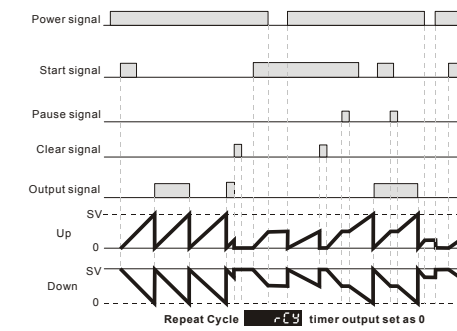 Power signal
Start signal
Pause signal
Clear signal
Output signal
SV
Up
0
SV
Down
0
Repeat Cycle rCY timer output set as 0